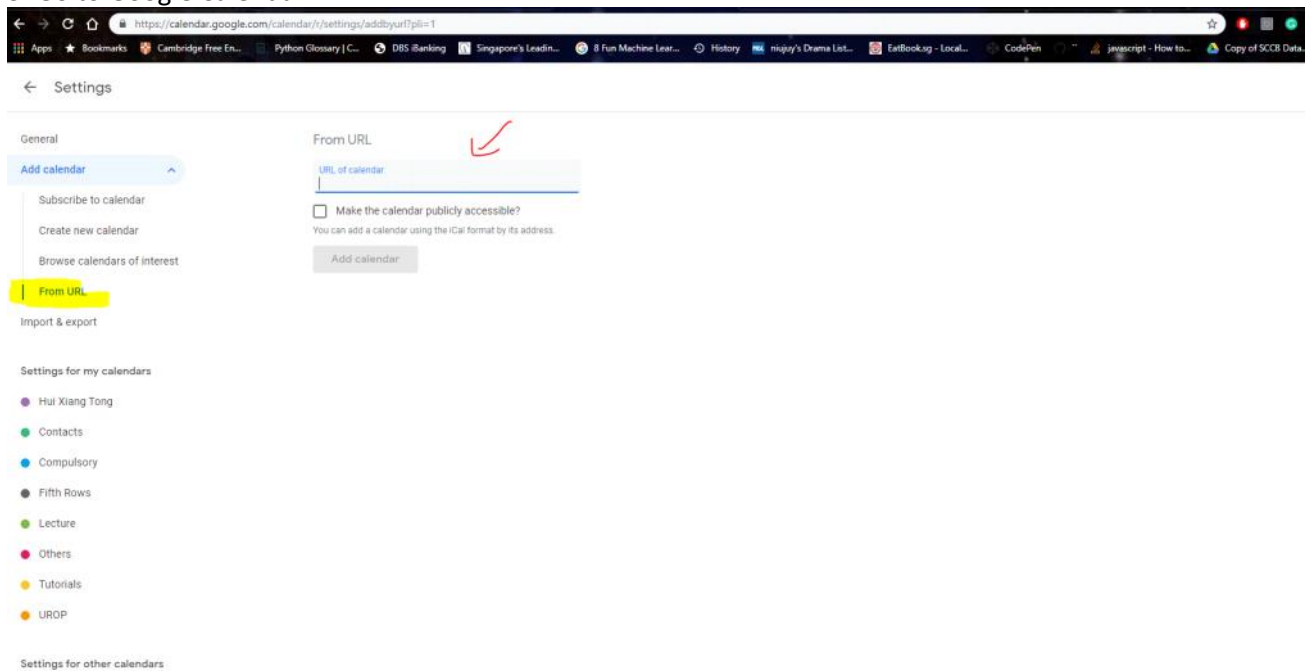 https://calendar.google.com/calendar/r/settings/addbyurl?pli=1
Apps Bookmarks Cambridge Free En... Python Glossary | C... DBS iBanking Singapore's Leadin... 8 Fun Machine Lear... History niujuy's Drama List... EatBook.sg - Local... CodePen javascript - How to... Copy of SCCB Data...
Settings
General
Add calendar
Subscribe to calendar
Create new calendar
Browse calendars of interest
From URL
Import & export
Settings for my calendars
Hui Xiang Tong
Contacts
Compulsory
Fifth Rows
Lecture
Others
Tutorials
UROP
Settings for other calendars
From URL
URL of calendar
Make the calendar publicly accessible?
You can add a calendar using the iCal format by its address.
Add calendar